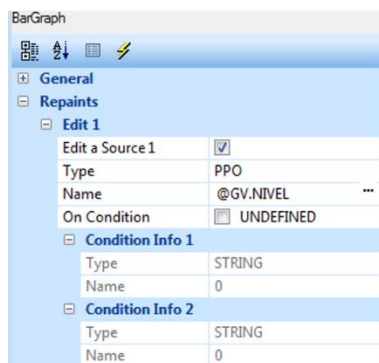 BarGraph
General
Repaints
Edit 1
Edit a Source 1
Type PPO
Name @GV.NIVEL ...
On Condition UNDEFINED
Condition Info 1
Type STRING
Name 0
Condition Info 2
Type STRING
Name 0